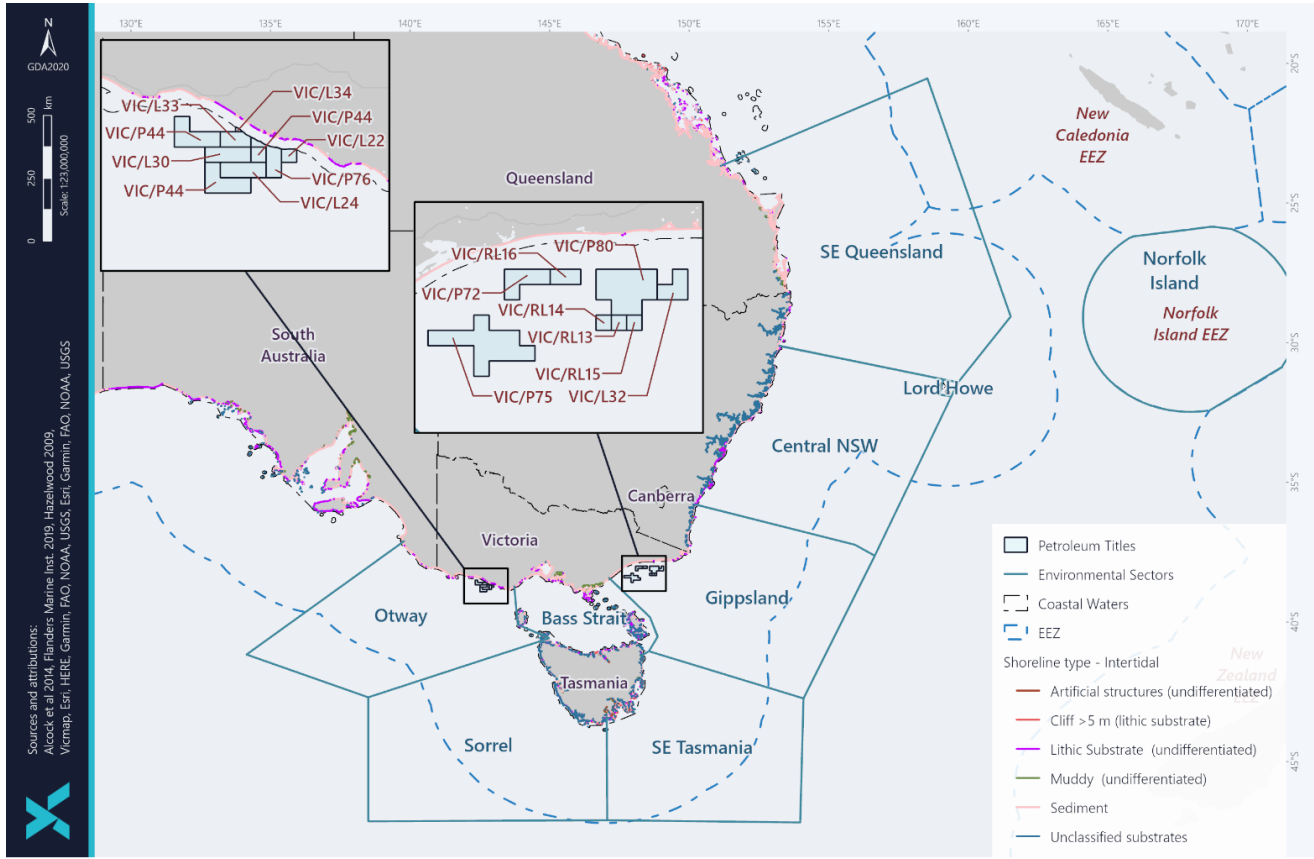 130°E
135°E
140°E
145°E
150°E
155°E
160°E
165°E
170°E
20°S
25°S
30°S
35°S
40°S
45°S
N
GDA2020
0
250
500
km
Scale: 1:23,000,000
Sources and attributions:
Alcock et al 2014, Flanders Marine Inst. 2019, Hazelwood 2009,
Vicmap, Esri, HERE, Garmin, FAO, NOAA, USGS, Esri, Garmin, FAO, NOAA, USGS
VIC/L34
VIC/L33
VIC/P44
VIC/P44
VIC/L22
VIC/L30
VIC/P76
VIC/P44
VIC/L24
VIC/P80
VIC/RL16
VIC/P72
VIC/RL14
VIC/RL13
VIC/RL15
VIC/P75
VIC/L32
Queensland
South
Australia
Canberra
Victoria
Tasmania
New
Caledonia
EEZ
SE Queensland
Norfolk
Island
Norfolk
Island EEZ
Lord Howe
Central NSW
Gippsland
Otway
Bass Strait
Sorrel
SE Tasmania
New
Zealand
EEZ
Petroleum Titles
Environmental Sectors
Coastal Waters
EEZ
Shoreline type - Intertidal
Artificial structures (undifferentiated)
Cliff >5 m (lithic substrate)
Lithic Substrate (undifferentiated)
Muddy (undifferentiated)
Sediment
Unclassified substrates